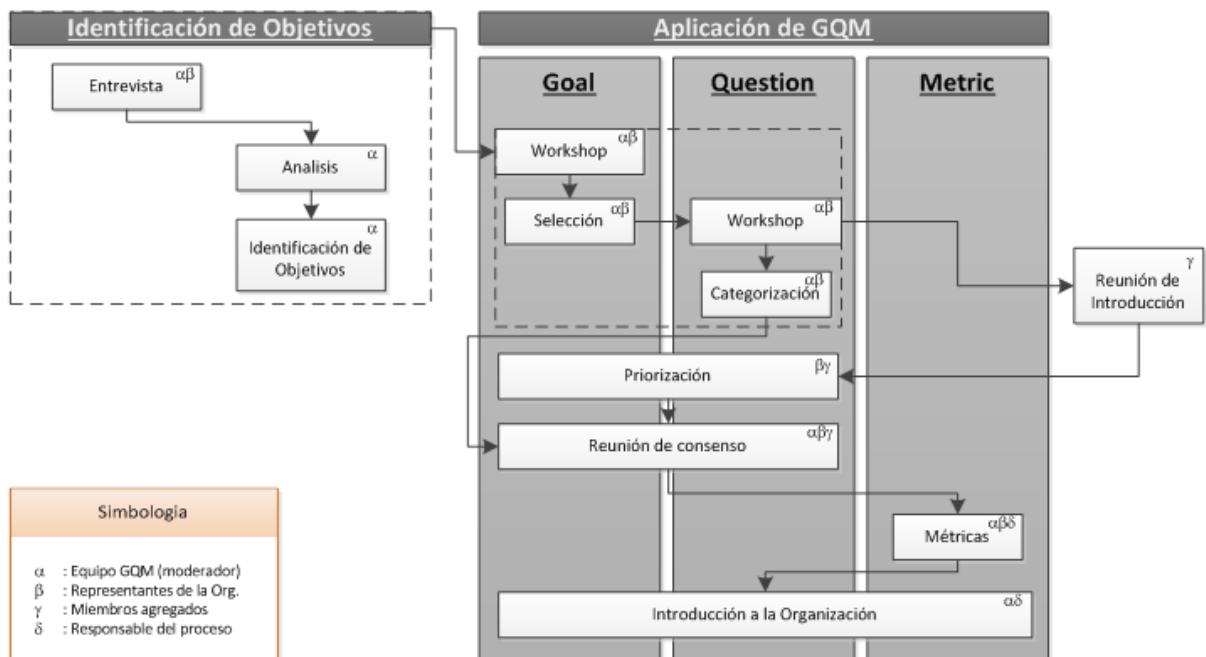 Identificación de Objetivos
Entrevista
αβ
Analisis
α
Identificación de
Objetivos
α
Aplicación de GQM
Goal
Question
Metric
Workshop
αβ
Selección
αβ
Workshop
αβ
Categorización
αβ
Reunión de
Introducción
γ
Priorización
βγ
Reunión de consenso
αβγ
Métricas
αβδ
Introducción a la Organización
αδ
Simbologia
α : Equipo GQM (moderador)
β : Representantes de la Org.
γ : Miembros agregados
δ : Responsable del proceso